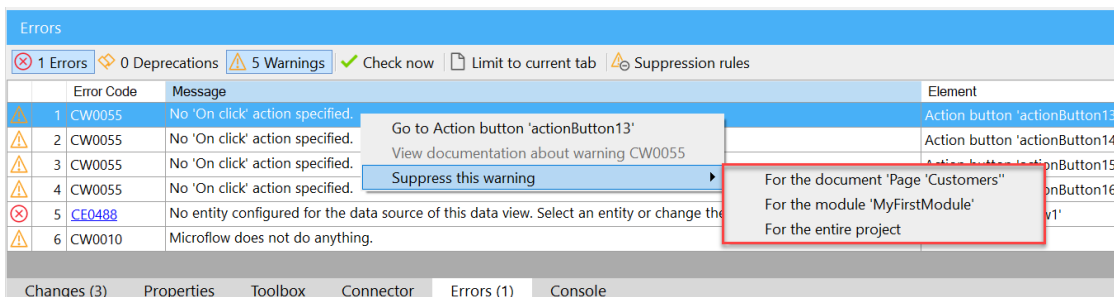 Errors
1 Errors 0 Deprecations 5 Warnings Check now Limit to current tab Suppression rules
Error Code Message Element
1 CW0055 No 'On click' action specified. Action button 'actionButton13
2 CW0055 No 'On click' action specified. Action button 'actionButton14
3 CW0055 No 'On click' action specified. Action button 'actionButton15
4 CW0055 No 'On click' action specified. onButton16
5 CE0488 No entity configured for the data source of this data view. Select an entity or change the w1'
6 CW0010 Microflow does not do anything.
Go to Action button 'actionButton13'
View documentation about warning CW0055
Suppress this warning
For the document 'Page 'Customers''
For the module 'MyFirstModule'
For the entire project
Changes (3) Properties Toolbox Connector Errors (1) Console